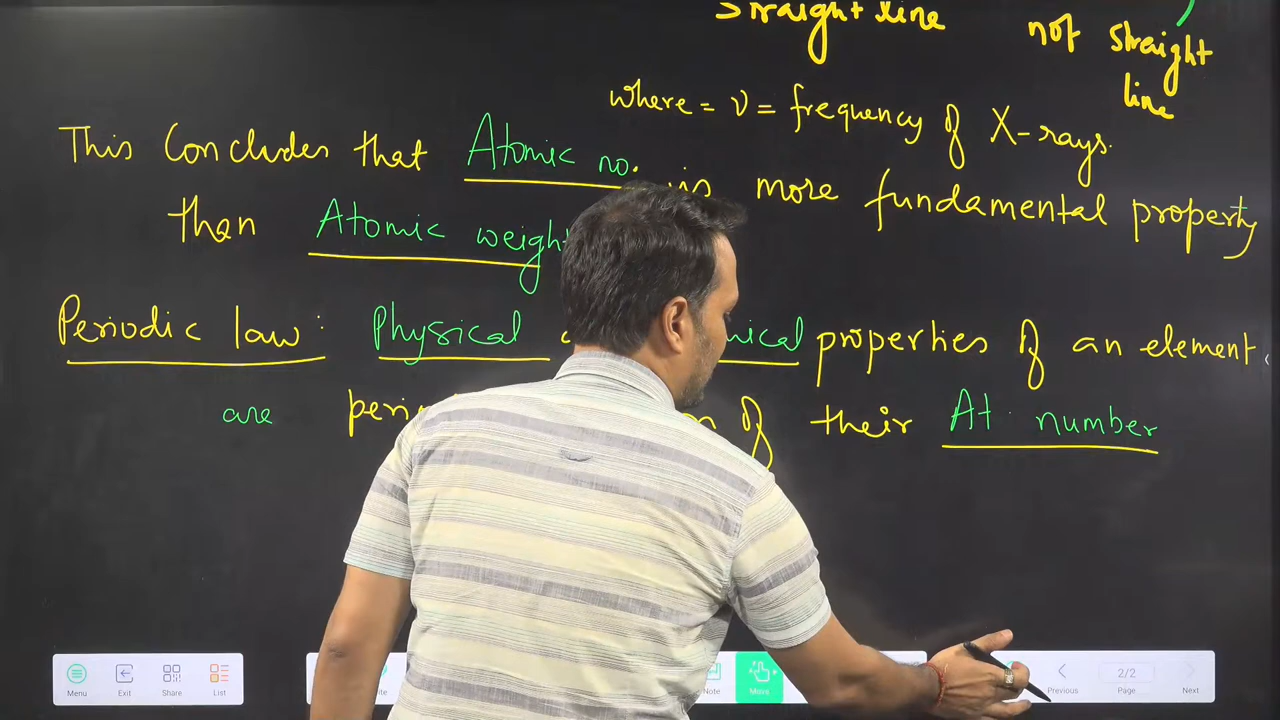 straight line
not straight
line
where = ν = frequency of X-rays.
This Concludes that Atomic no. is more fundamental property
than Atomic weight
Periodic law: Physical properties of an element
are of their At. number
Menu
Exit
Share
List
Note
Move
Previous
2/2
Page
Next